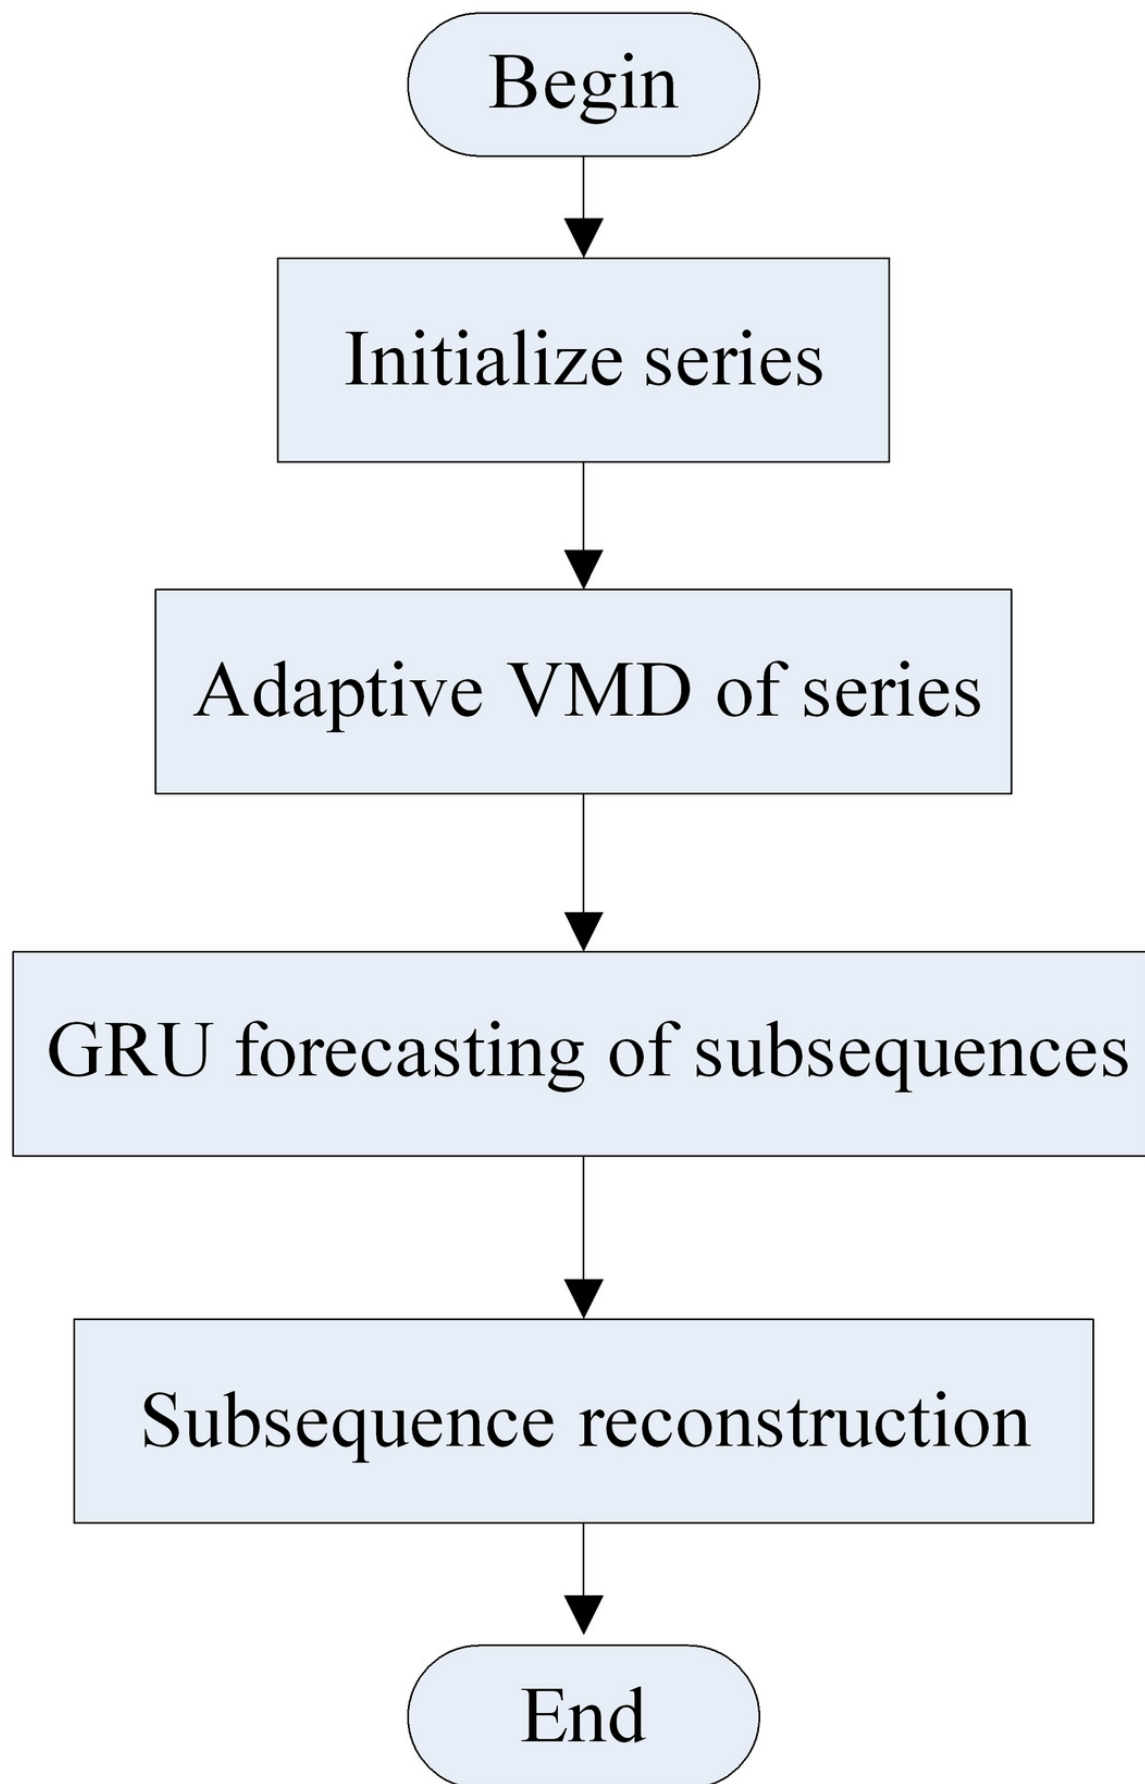 Begin
Initialize series
Adaptive VMD of series
GRU forecasting of subsequences
Subsequence reconstruction
End